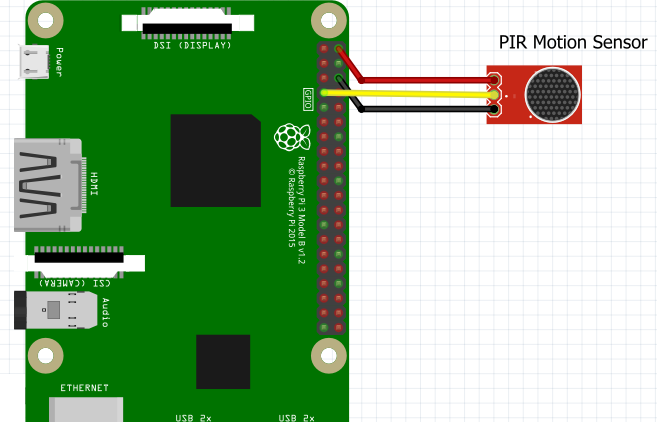 PIR Motion Sensor
DSI (DISPLAY)
Power
GPIO
HDMI
Raspberry Pi 3 Model B v1.2
© Raspberry Pi 2015
CSI (CAMERA)
Audio
ETHERNET
USB 2x
USB 2x